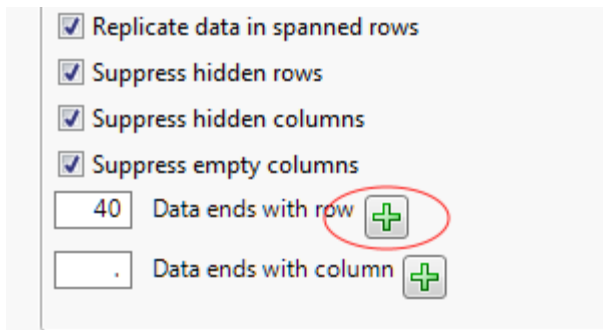 Replicate data in spanned rows
Suppress hidden rows
Suppress hidden columns
Suppress empty columns
40 Data ends with row
. Data ends with column